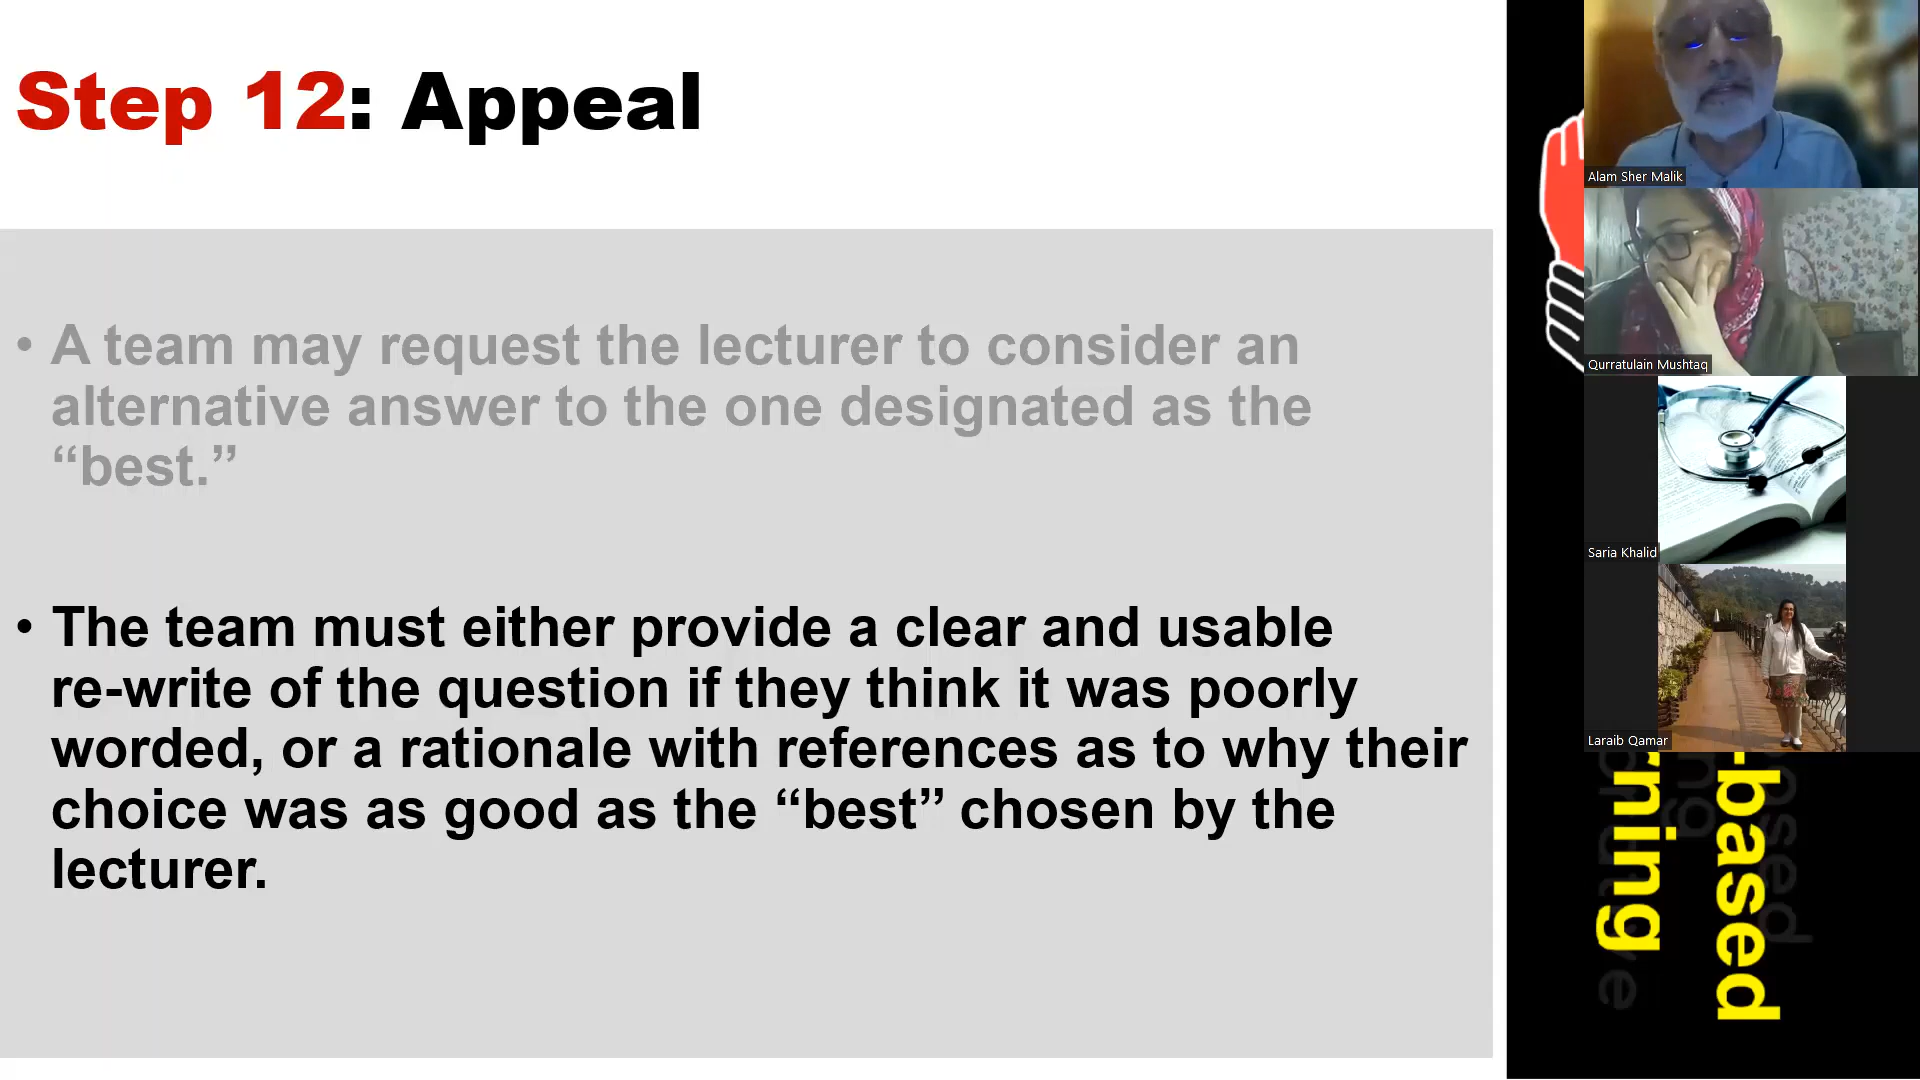 Step 12: Appeal
• A team may request the lecturer to consider an
alternative answer to the one designated as the
“best.”
• The team must either provide a clear and usable
re-write of the question if they think it was poorly
worded, or a rationale with references as to why their
choice was as good as the “best” chosen by the
lecturer.
Alam Sher Malik
Qurratulain Mushtaq
Saria Khalid
Laraib Qamar
-based
rning